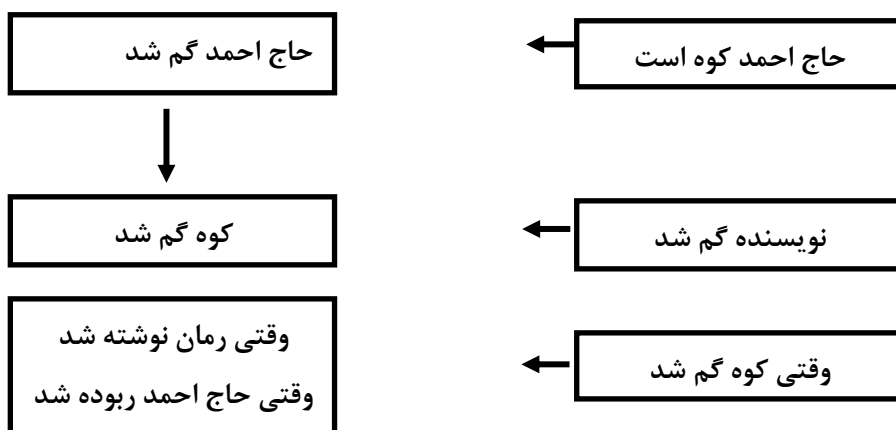 حاج احمد کوه است
حاج احمد گم شد
نویسنده گم شد
کوه گم شد
وقتی کوه گم شد
وقتی رمان نوشته شد
وقتی حاج احمد ربوده شد